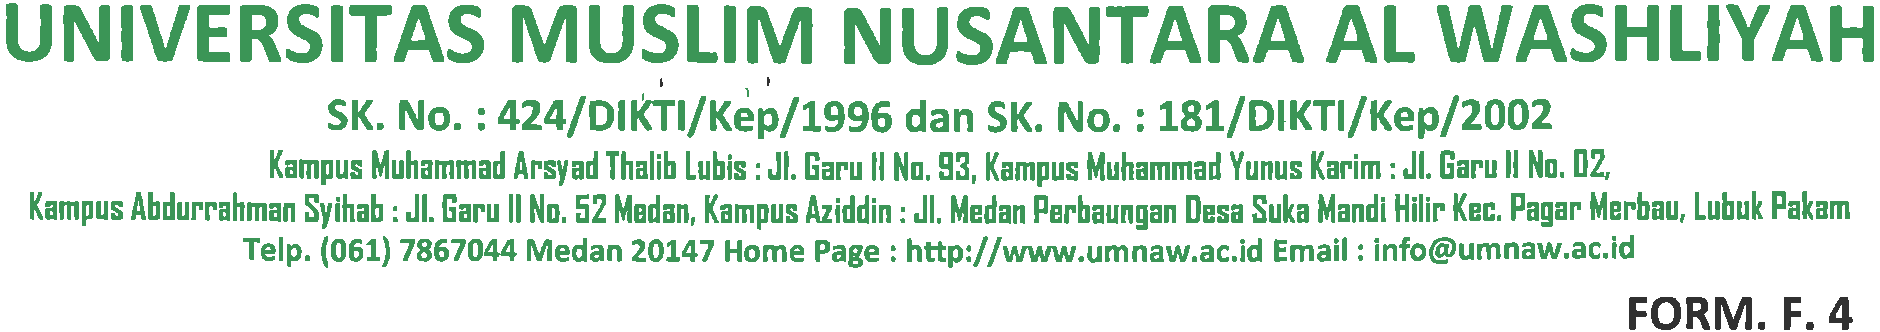 UNIVERSITAS MUSLIM NUSANTARA AL WASHLIYAH
SK. No. : 424/DIKTI/Kep/1996 dan SK. No. : 181/DIKTI/Kep/2002
Kampus Muhammad Arsyad Thalib Lubis : Jl. Garu II No. 93, Kampus Muhammad Yunus Karim : Jl. Garu II No. 02,
Kampus Abdurrahman Syihab : Jl. Garu II No. 52 Medan, Kampus Aziddin : Jl. Medan Perbaungan Desa Suka Mandi Hilir Kec. Pagar Merbau, Lubuk Pakam
Telp. (061) 7867044 Medan 20147 Home Page : http://www.umnaw.ac.id Email : info@umnaw.ac.id
FORM. F. 4